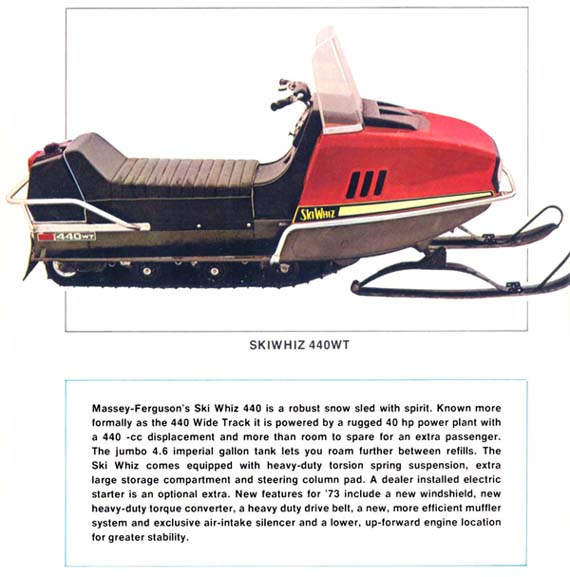 SKIWHIZ
440WT
SKIWHIZ 440WT
Massey-Ferguson's Ski Whiz 440 is a robust snow sled with spirit. Known more
formally as the 440 Wide Track it is powered by a rugged 40 hp power plant with
a 440 -cc displacement and more than room to spare for an extra passenger.
The jumbo 4.6 imperial gallon tank lets you roam further between refills. The
Ski Whiz comes equipped with heavy-duty torsion spring suspension, extra
large storage compartment and steering column pad. A dealer installed electric
starter is an optional extra. New features for '73 include a new windshield, new
heavy-duty torque converter, a heavy duty drive belt, a new, more efficient muffler
system and exclusive air-intake silencer and a lower, up-forward engine location
for greater stability.